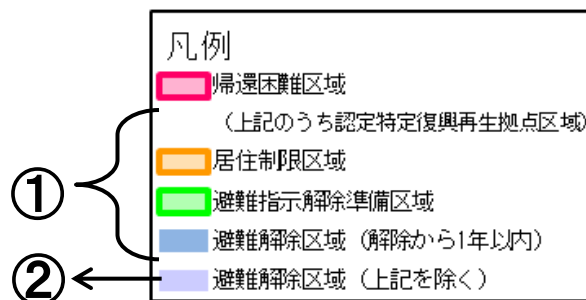 凡例
帰還困難区域
(上記のうち認定特定復興再生拠点区域)
居住制限区域
避難指示解除準備区域
避難解除区域(解除から1年以内)
避難解除区域(上記を除く)
①
②